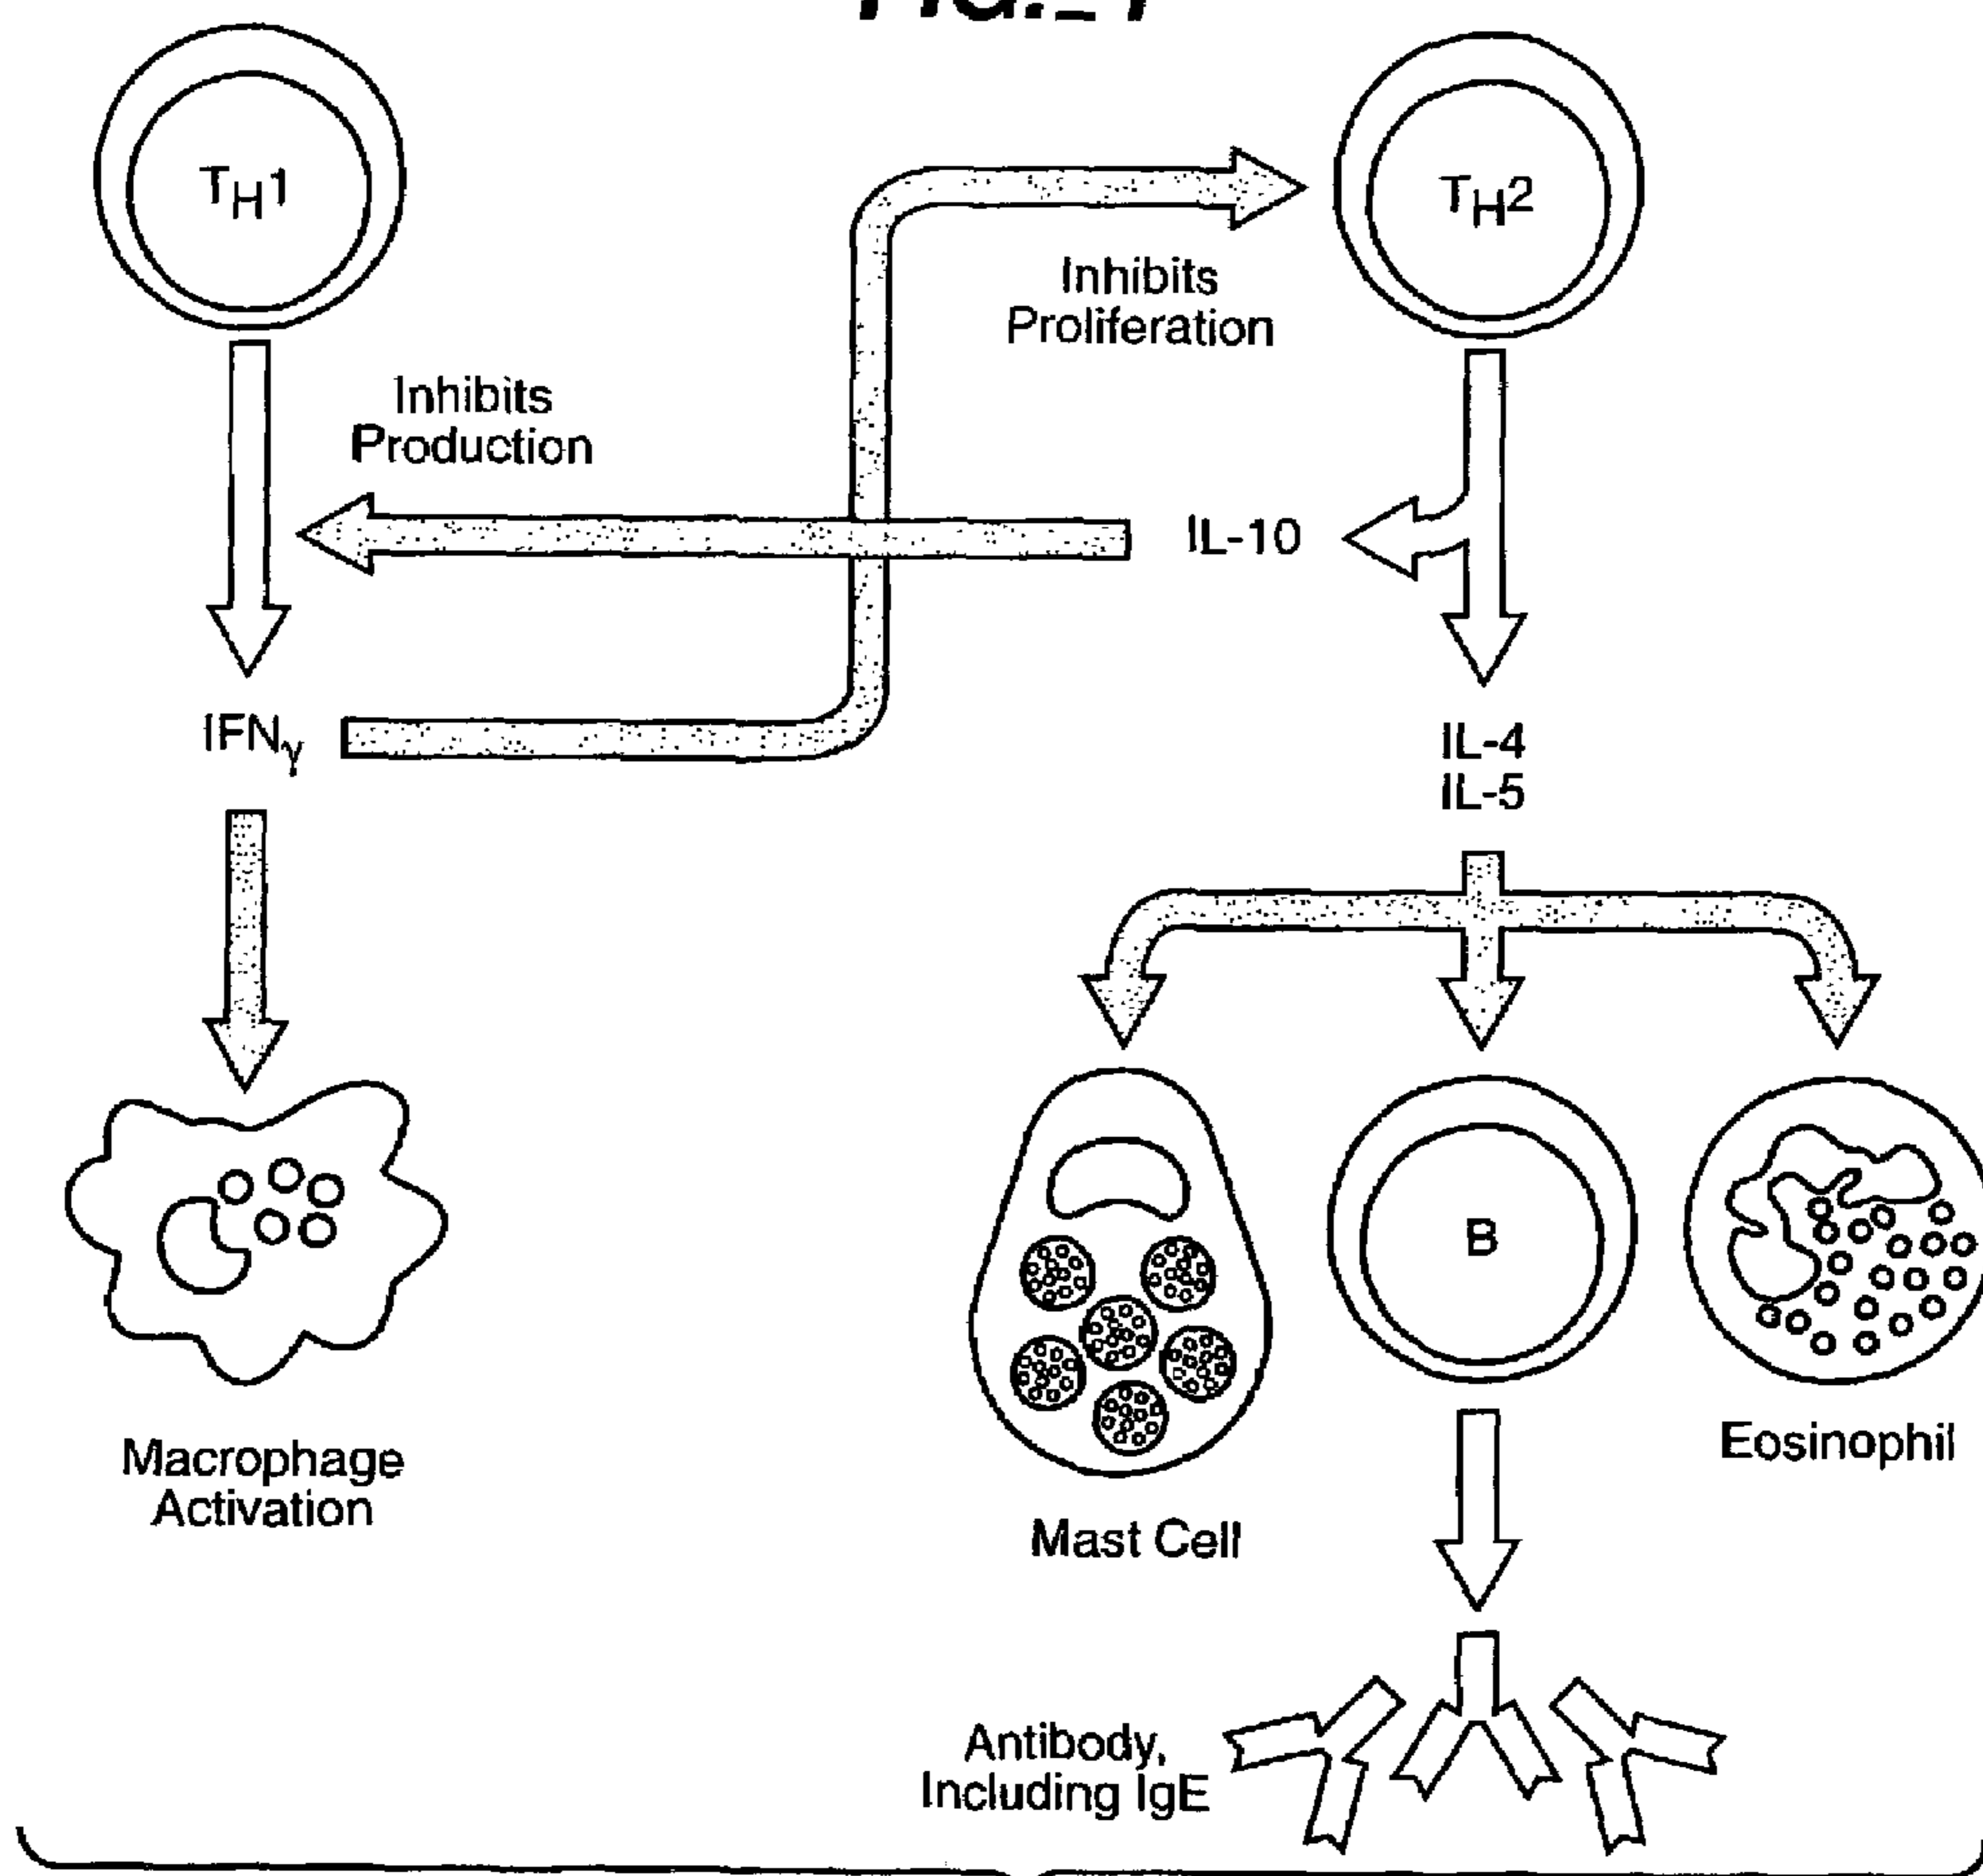 TH1
TH2
Inhibits
Proliferation
Inhibits
Production
IL-10
IFNγ
IL-4
IL-5
B
Macrophage
Activation
Mast Cell
Eosinophil
Antibody,
Including IgE